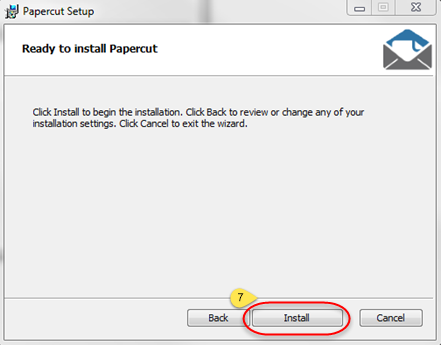 Papercut Setup
Ready to install Papercut
Click Install to begin the installation. Click Back to review or change any of your
installation settings. Click Cancel to exit the wizard.
7
Back Install Cancel